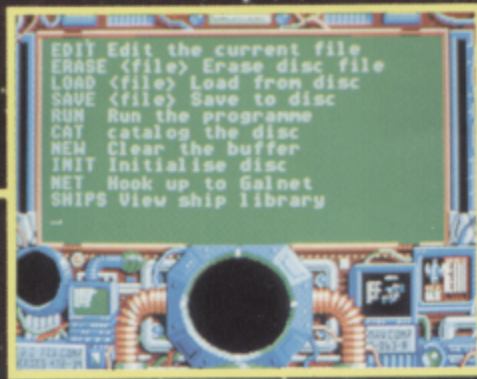 EDIT Edit the current file
ERASE <file> Erase disc file
LOAD <file> Load from disc
SAVE <file> Save to disc
RUN Run the programme
CAT catalog the disc
NEW Clear the buffer
INIT Initialise disc
NET Hook up to Galnet
SHIPS View ship library